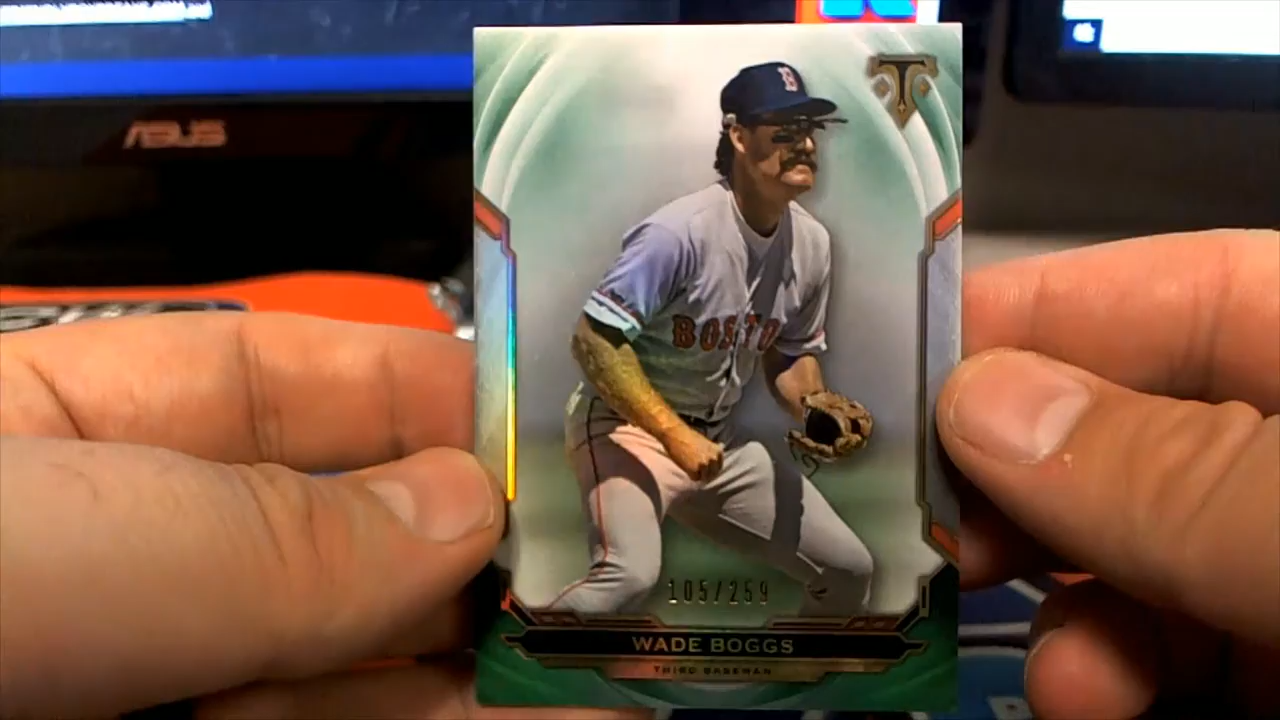 ASUS
B
T
BOSTON
105/259
WADE BOGGS
THIRD BASEMAN